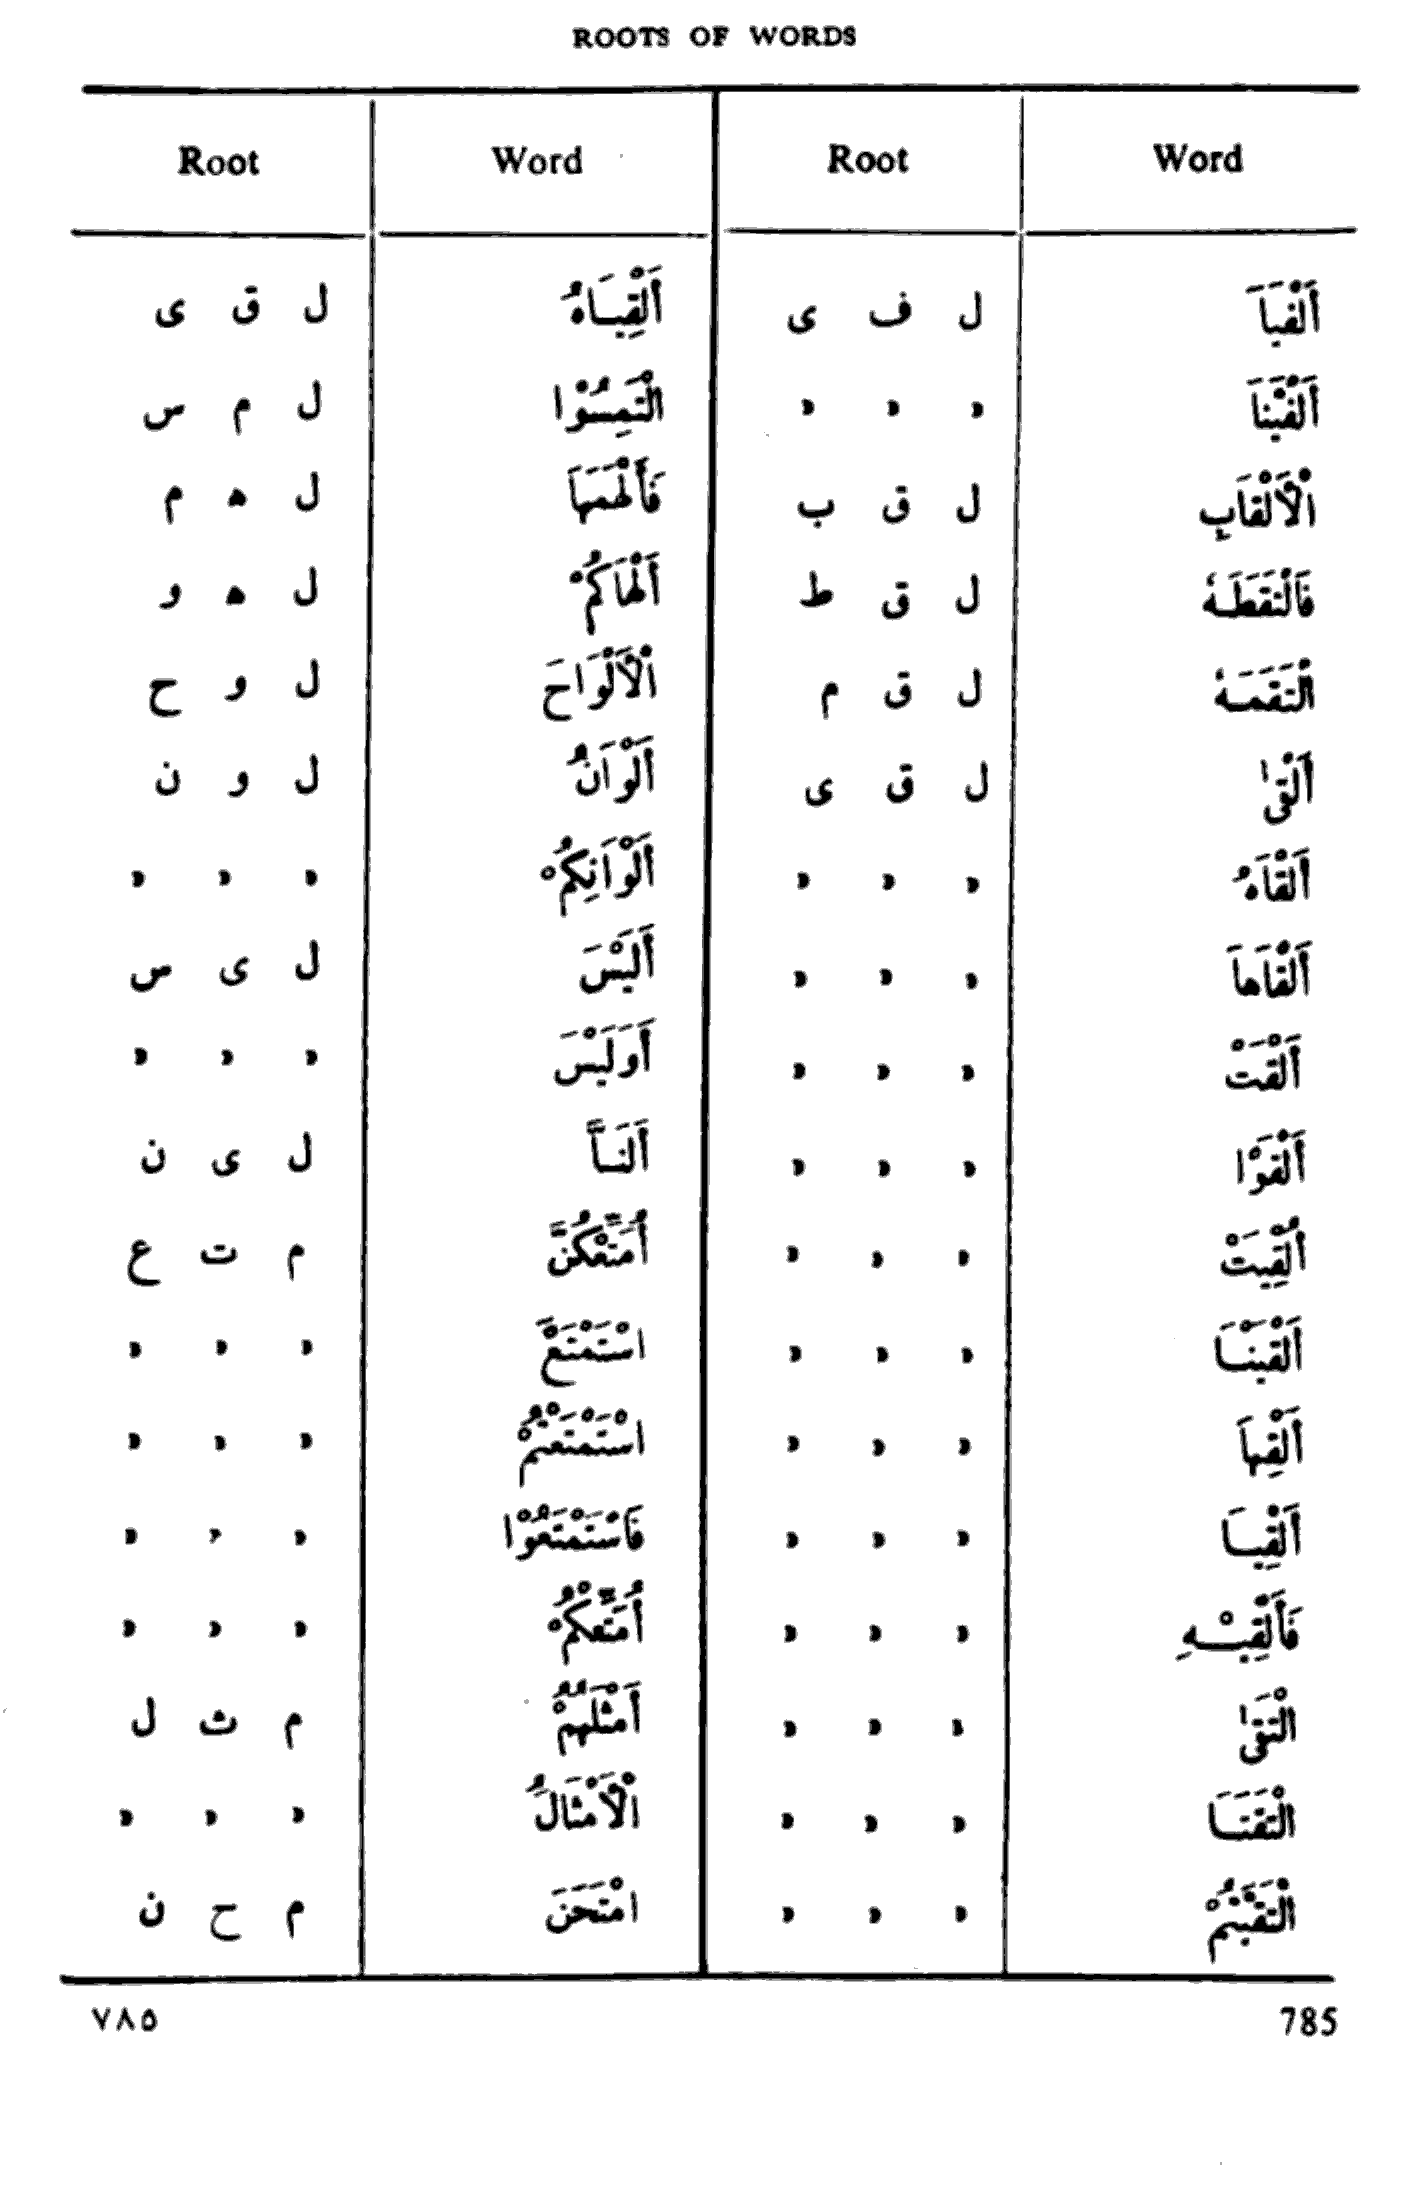 ROOTS OF WORDS
Root Word Root Word
أَلْفَيَا ل ف ى
أَلْفَيْنَا » » »
الْأَلْقَابِ ل ق ب
فَالْتَقَطَهُ ل ق ط
الْتَقَمَهُ ل ق م
أَلْقَىٰ ل ق ى
أَلْقَاهُ » » »
أَلْقَاهَا » » »
أَلْقَتْ » » »
أَلْقَوْا » » »
أُلْقِيَتْ » » »
أَلْقَيْنَا » » »
أَلْقِهَا » » »
أَلْقِيَا » » »
فَأَلْقِيْهِ » » »
الْتَقَىٰ » » »
الْتَقَتَا » » »
الْتَقَيْتُمْ » » »
أَلْقِيَاهُ ل ق ى
الْتَمِسُوْا ل م س
فَأَلْهَمَهَا ل ه م
أَلْهَاكُمْ ل ه و
الْأَلْوَاحَ ل و ح
أَلْوَانُ ل و ن
أَلْوَانِكُمْ » » »
أَلَيْسَ ل ى س
أَوَلَيْسَ » » »
أَلَنَّا ل ى ن
أُمَتِّعْكُنَّ م ت ع
اسْتَمْتَعَ » » »
اسْتَمْتَعْتُمْ » » »
فَاسْتَمْتَعُوْا » » »
أُمَتِّعْكُمْ » » »
أَمْثَلُهُمْ م ث ل
الْأَمْثَالُ » » »
امْتَحَنَ م ح ن
٧٨٥ 785